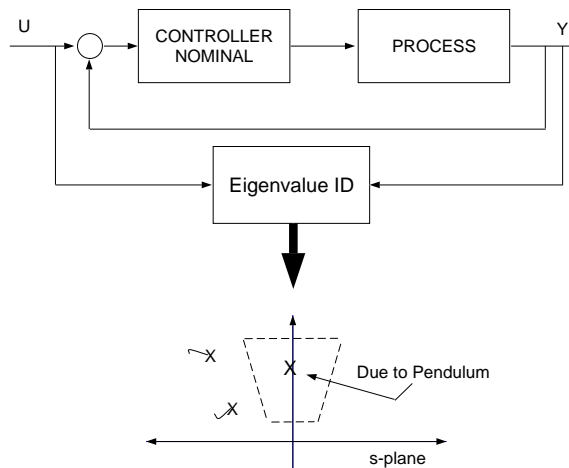 U
CONTROLLER
NOMINAL
PROCESS
Y
Eigenvalue ID
X
X
Due to Pendulum
X
s-plane